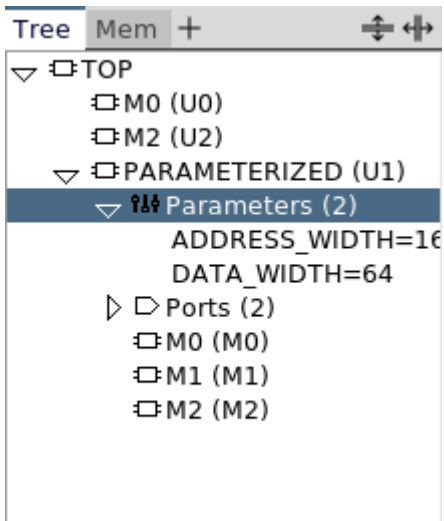 Tree Mem +
TOP
M0 (U0)
M2 (U2)
PARAMETERIZED (U1)
Parameters (2)
ADDRESS_WIDTH=16
DATA_WIDTH=64
Ports (2)
M0 (M0)
M1 (M1)
M2 (M2)